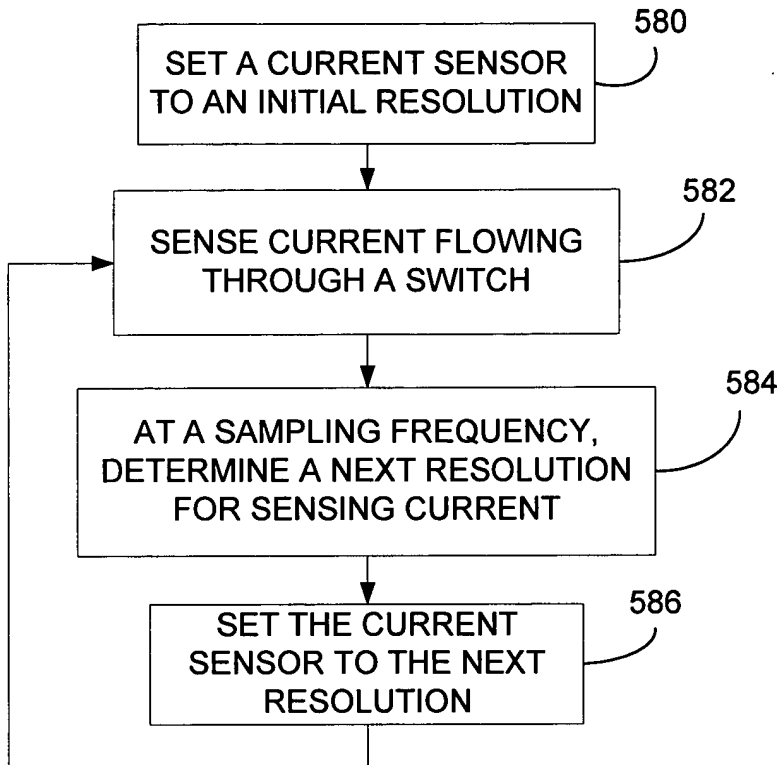 580
SET A CURRENT SENSOR
TO AN INITIAL RESOLUTION
582
SENSE CURRENT FLOWING
THROUGH A SWITCH
584
AT A SAMPLING FREQUENCY,
DETERMINE A NEXT RESOLUTION
FOR SENSING CURRENT
586
SET THE CURRENT
SENSOR TO THE NEXT
RESOLUTION